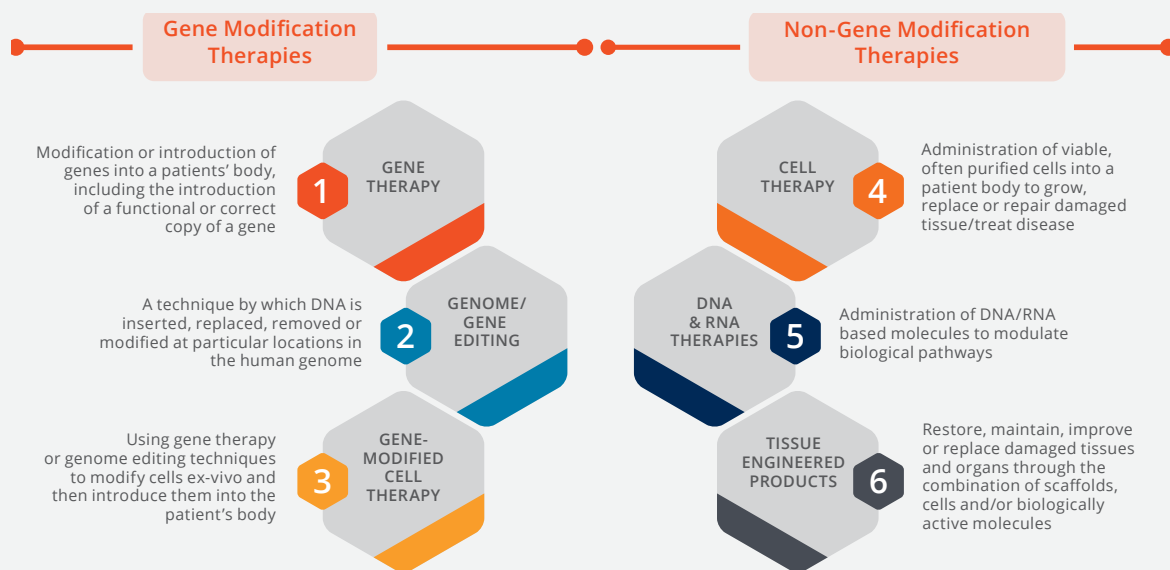 Gene Modification
Therapies
Modification or introduction of
genes into a patients’ body,
including the introduction
of a functional or correct
copy of a gene
1
GENE
THERAPY
A technique by which DNA is
inserted, replaced, removed or
modified at particular locations in
the human genome
2
GENOME/
GENE
EDITING
Using gene therapy
or genome editing techniques
to modify cells ex-vivo and
then introduce them into the
patient’s body
3
GENE-
MODIFIED
CELL
THERAPY
Non-Gene Modification
Therapies
CELL
THERAPY
4
Administration of viable,
often purified cells into a
patient body to grow,
replace or repair damaged
tissue/treat disease
DNA
& RNA
THERAPIES
5
Administration of DNA/RNA
based molecules to modulate
biological pathways
TISSUE
ENGINEERED
PRODUCTS
6
Restore, maintain, improve
or replace damaged tissues
and organs through the
combination of scaffolds,
cells and/or biologically
active molecules